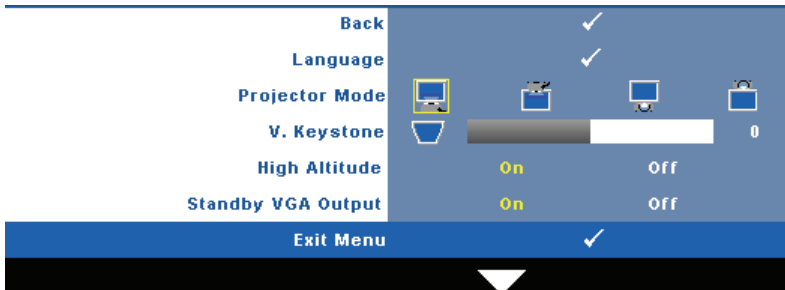 Back
Language
Projector Mode
V. Keystone 0
High Altitude On Off
Standby VGA Output On Off
Exit Menu